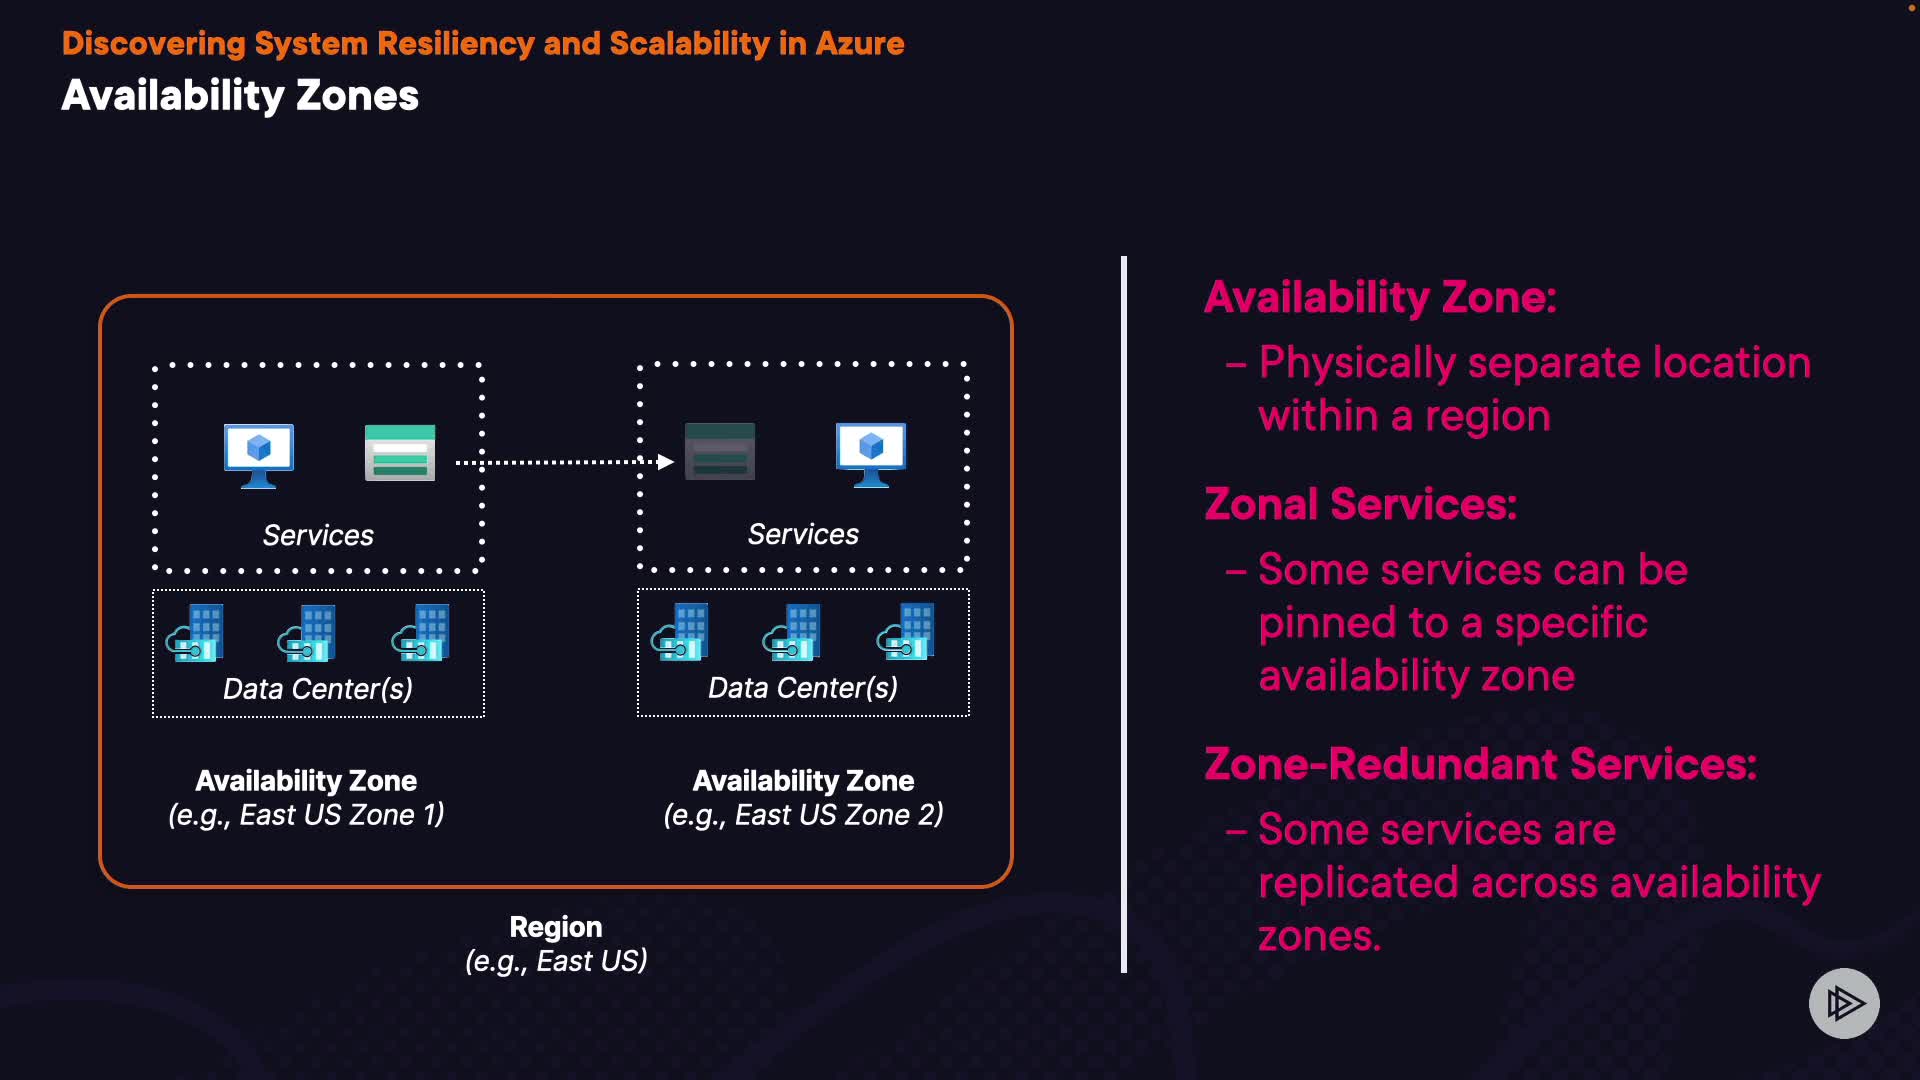 Discovering System Resiliency and Scalability in Azure
Availability Zones
Services
Services
Data Center(s)
Data Center(s)
Availability Zone
(e.g., East US Zone 1)
Availability Zone
(e.g., East US Zone 2)
Region
(e.g., East US)
Availability Zone:
– Physically separate location
within a region
Zonal Services:
– Some services can be
pinned to a specific
availability zone
Zone-Redundant Services:
– Some services are
replicated across availability
zones.